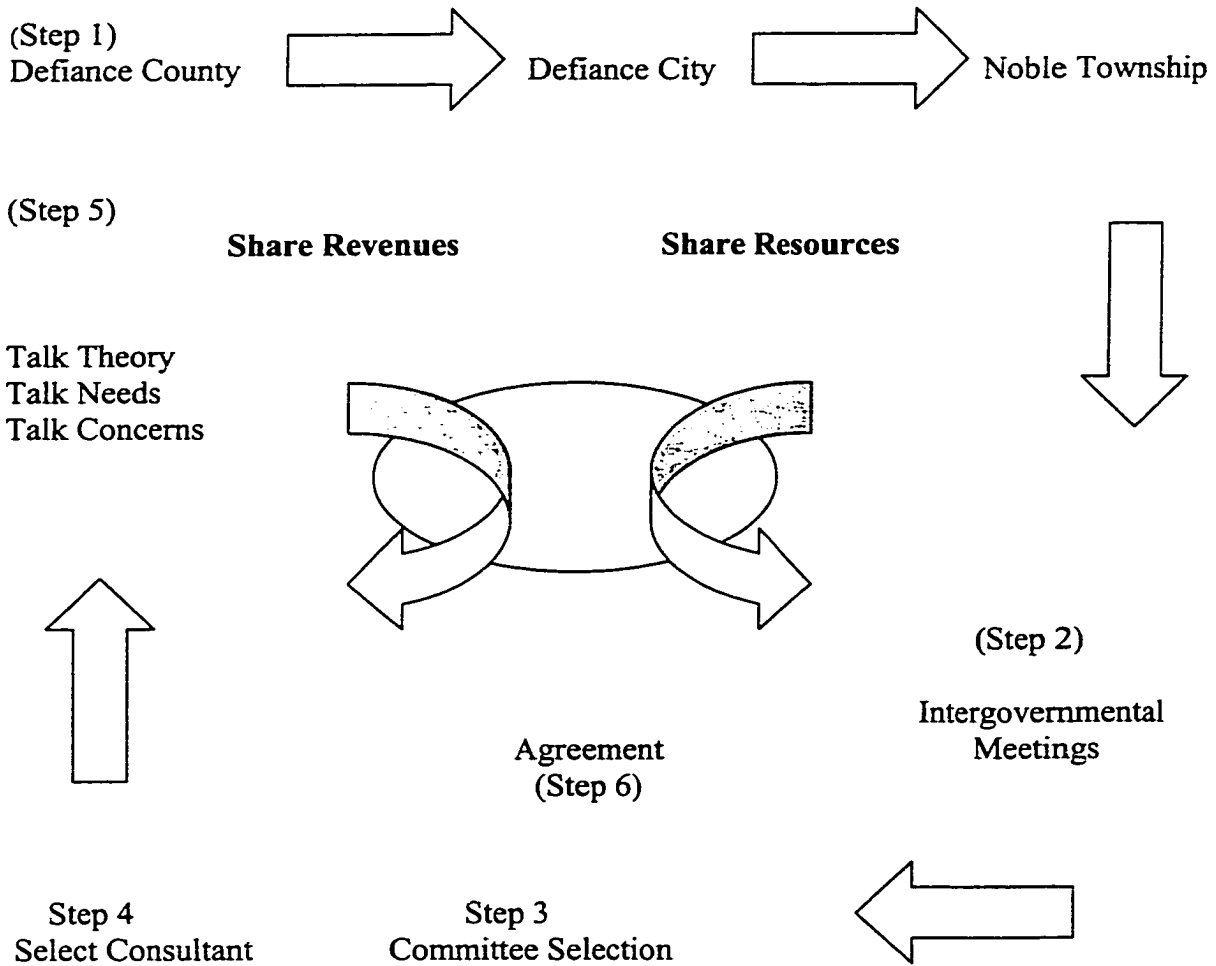 (Step 1)
Defiance County
Defiance City
Noble Township
(Step 5)
Share Revenues
Share Resources
Talk Theory
Talk Needs
Talk Concerns
(Step 2)
Intergovernmental
Meetings
Agreement
(Step 6)
Step 4
Select Consultant
Step 3
Committee Selection